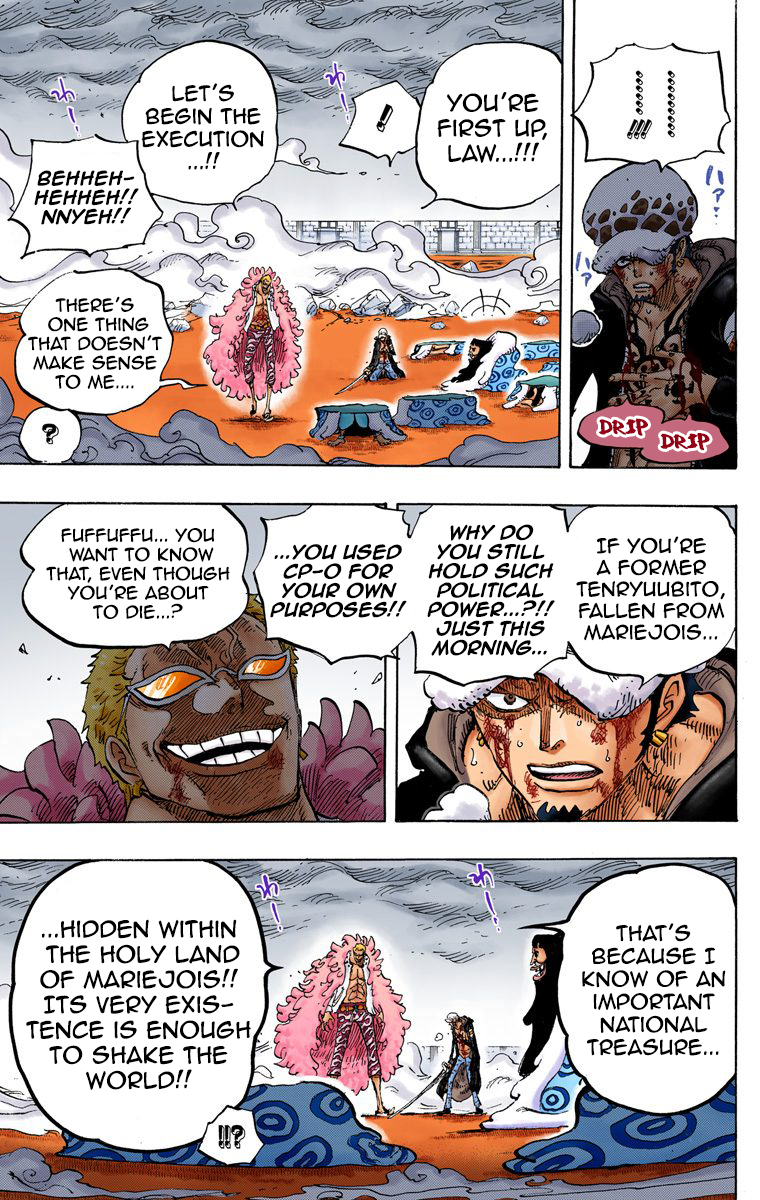 !
!!!
DRIP
DRIP
YOU'RE
FIRST UP,
LAW...!!!
!
LET'S
BEGIN THE
EXECUTION
...!!
BEHHEH-
HEHHEH!!
NNYEH!!
THERE'S
ONE THING
THAT DOESN'T
MAKE SENSE
TO ME....
?
IF YOU'RE
A FORMER
TENRYUUBITO,
FALLEN FROM
MARIEJOIS...
WHY DO
YOU STILL
HOLD SUCH
POLITICAL
POWER...?!!
JUST THIS
MORNING...
...YOU USED
CP-0 FOR
YOUR OWN
PURPOSES!!
FUFFUFFU... YOU
WANT TO KNOW
THAT, EVEN THOUGH
YOU'RE ABOUT
TO DIE...?
THAT'S
BECAUSE I
KNOW OF AN
IMPORTANT
NATIONAL
TREASURE...
...HIDDEN WITHIN
THE HOLY LAND
OF MARIEJOIS!!
ITS VERY EXIS-
TENCE IS ENOUGH
TO SHAKE THE
WORLD!!
!!?